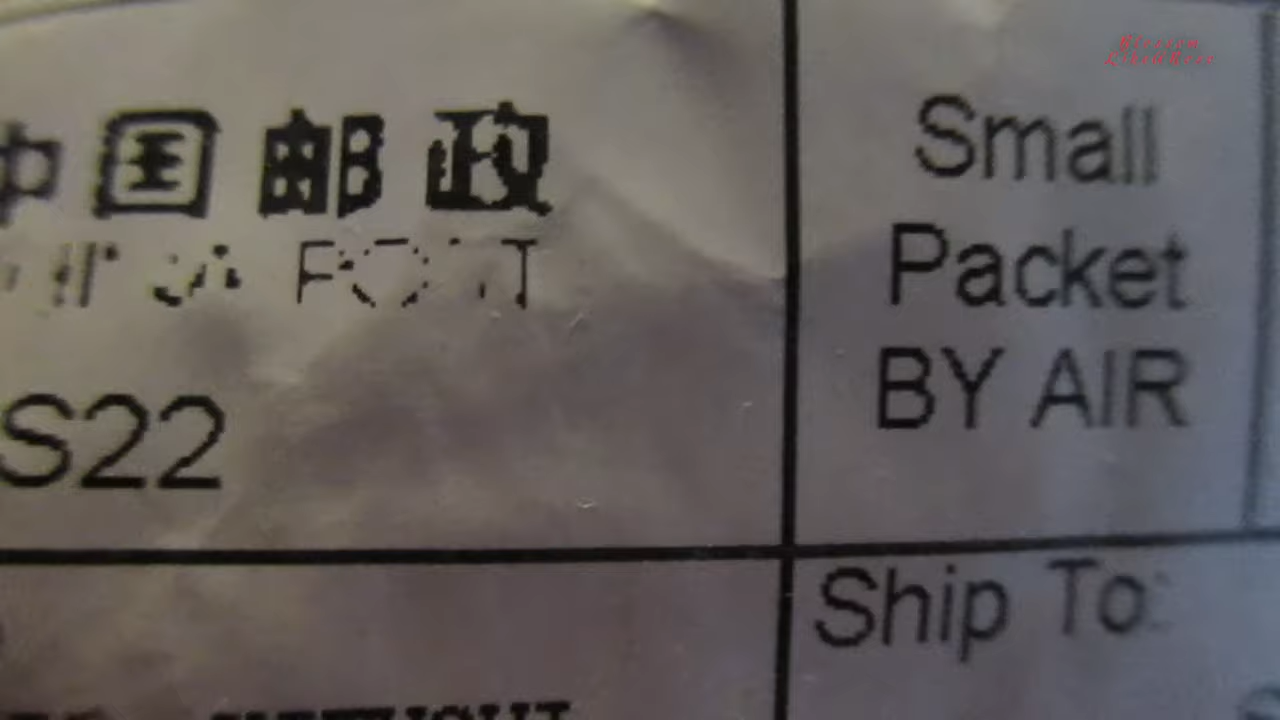 中国邮政
CHINA POST
S22
Small
Packet
BY AIR
Ship To: